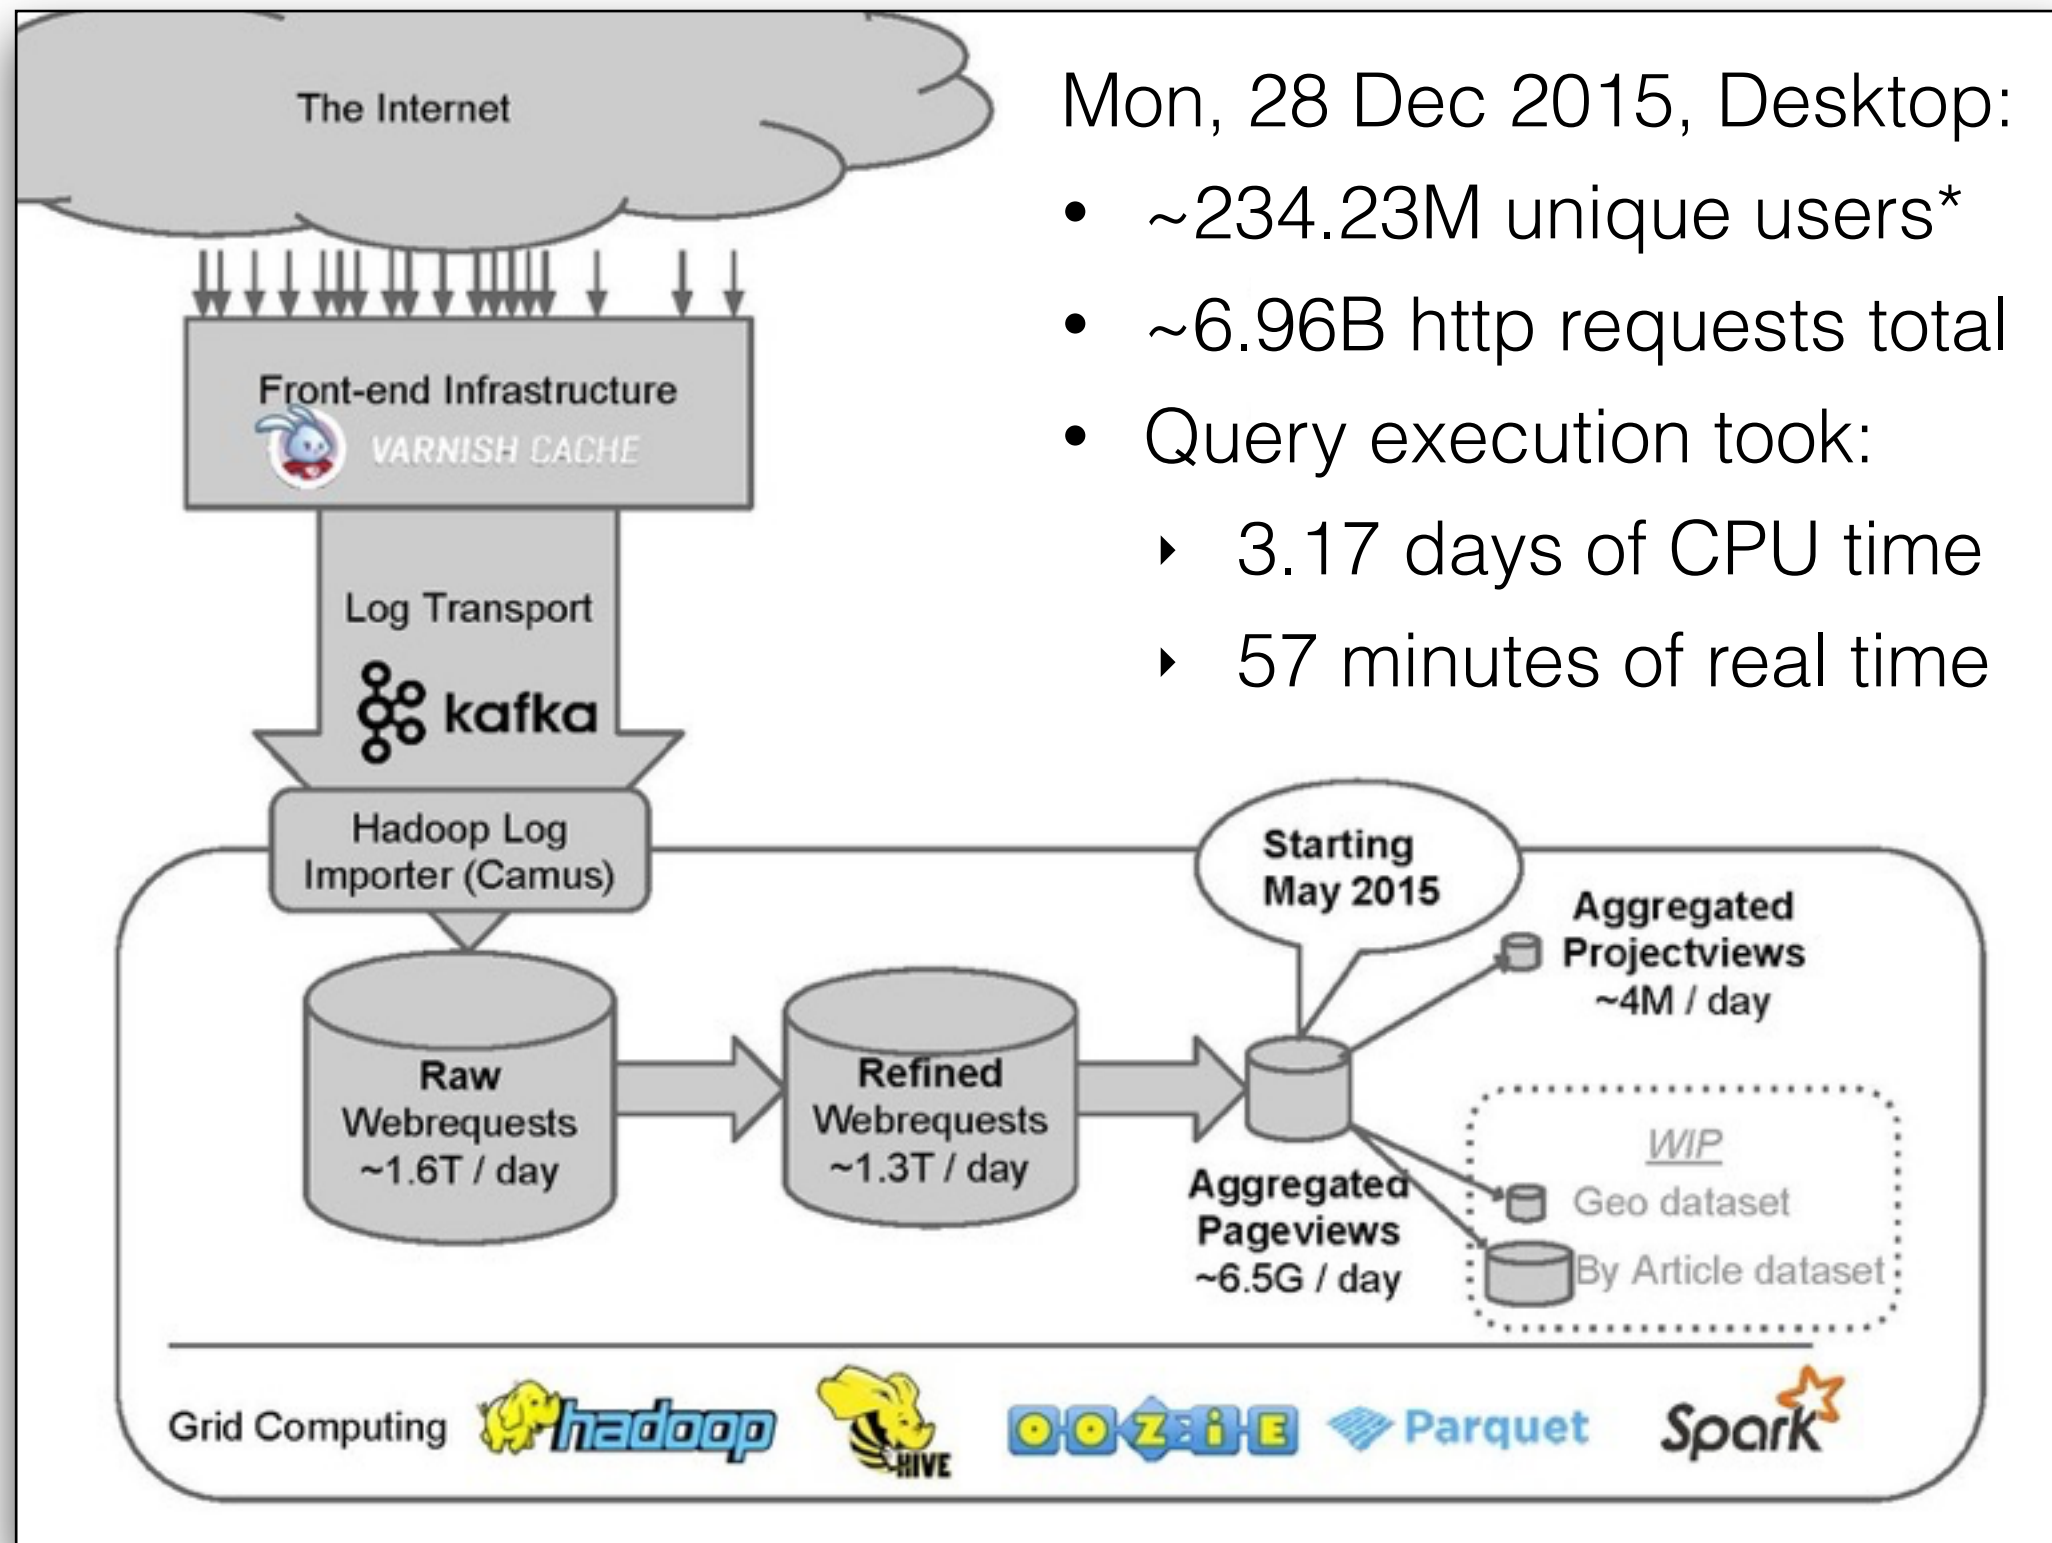 The Internet
Mon, 28 Dec 2015, Desktop:
• ~234.23M unique users*
• ~6.96B http requests total
• Query execution took:
‣ 3.17 days of CPU time
‣ 57 minutes of real time
Front-end Infrastructure
VARNISH CACHE
Log Transport
kafka
Hadoop Log
Importer (Camus)
Starting
May 2015
Aggregated
Projectviews
~4M / day
Raw
Webrequests
~1.6T / day
Refined
Webrequests
~1.3T / day
Aggregated
Pageviews
~6.5G / day
WIP
Geo dataset
By Article dataset
Grid Computing
hadoop
HIVE
OOZiE
Parquet
Spark